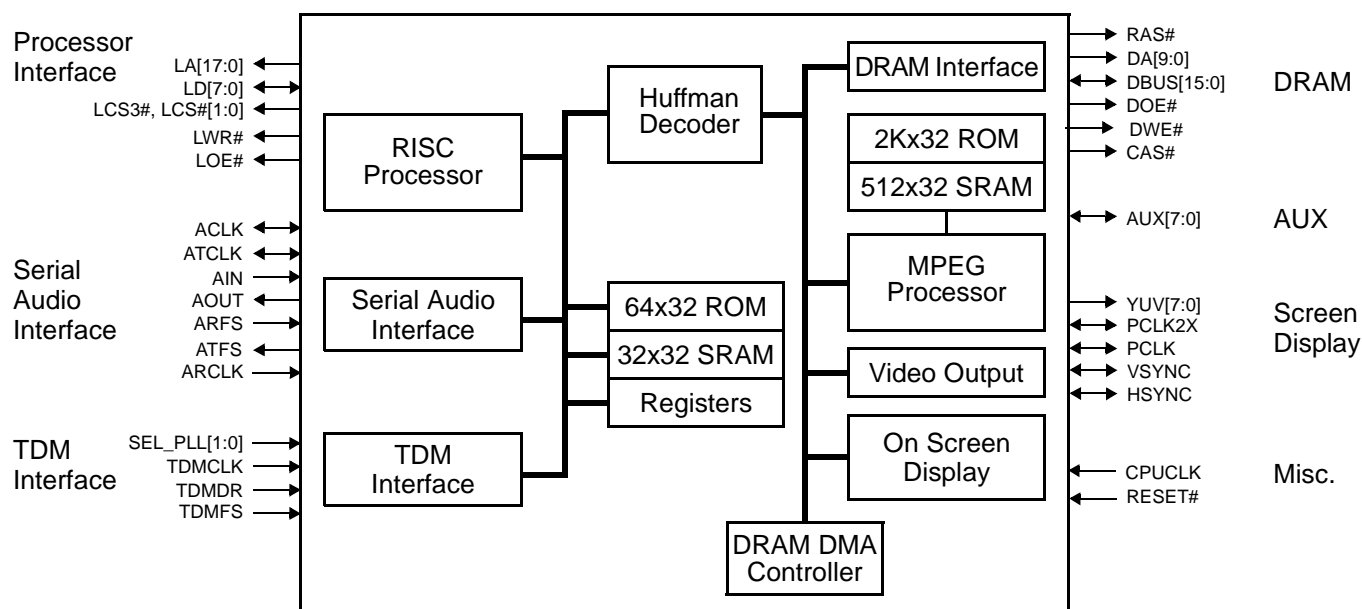 Processor
Interface
LA[17:0]
LD[7:0]
LCS3#, LCS#[1:0]
LWR#
LOE#
Serial
Audio
Interface
ACLK
ATCLK
AIN
AOUT
ARFS
ATFS
ARCLK
TDM
Interface
SEL_PLL[1:0]
TDMCLK
TDMDR
TDMFS
RISC
Processor
Serial Audio
Interface
TDM
Interface
Huffman
Decoder
64x32 ROM
32x32 SRAM
Registers
DRAM Interface
2Kx32 ROM
512x32 SRAM
MPEG
Processor
Video Output
On Screen
Display
DRAM DMA
Controller
RAS#
DA[9:0]
DBUS[15:0]
DOE#
DWE#
CAS#
DRAM
AUX[7:0]
AUX
YUV[7:0]
PCLK2X
PCLK
VSYNC
HSYNC
Screen
Display
CPUCLK
RESET#
Misc.